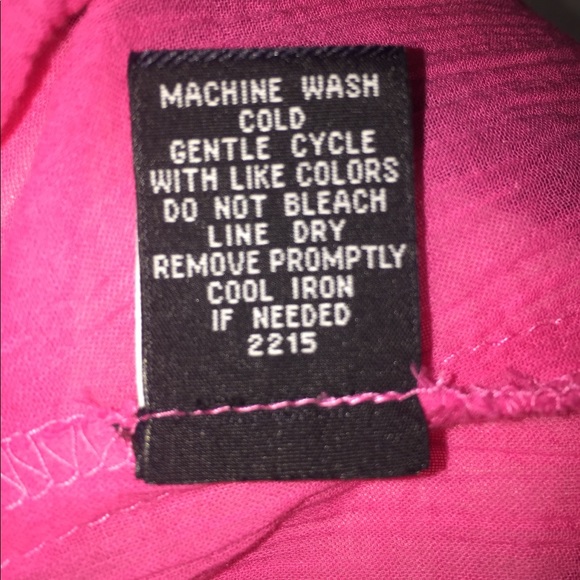 MACHINE WASH
COLD
GENTLE CYCLE
WITH LIKE COLORS
DO NOT BLEACH
LINE DRY
REMOVE PROMPTLY
COOL IRON
IF NEEDED
2215